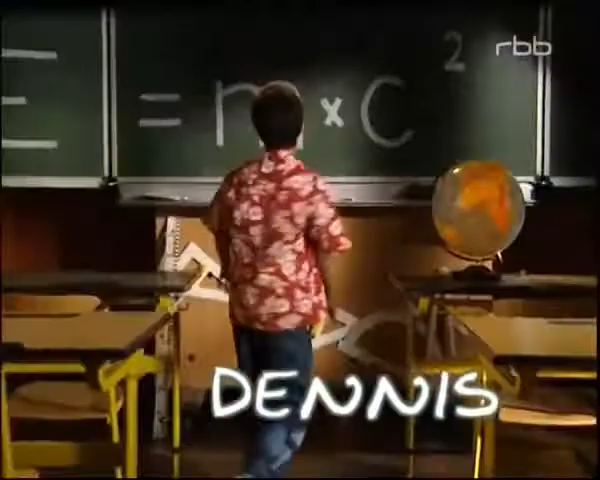 rbb
E = m x c²
DENNIS